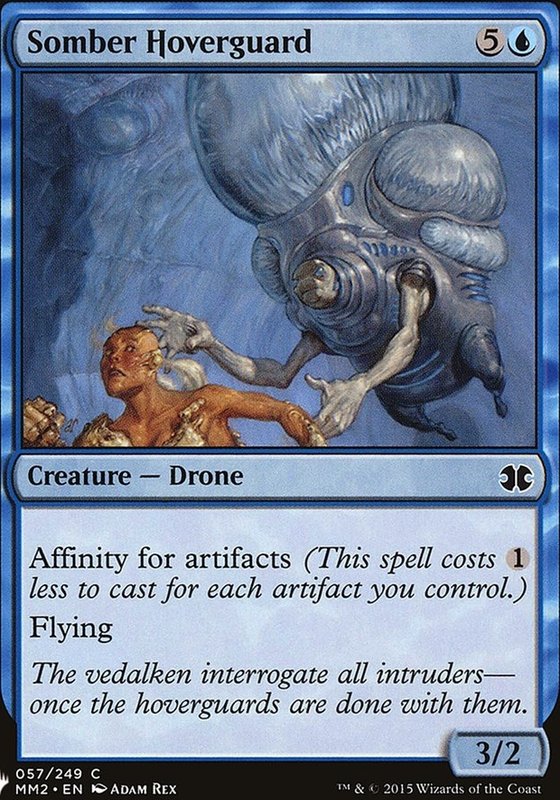 Somber Hoverguard 5
Creature — Drone
Affinity for artifacts (This spell costs 1
less to cast for each artifact you control.)
Flying
The vedalken interrogate all intruders—
once the hoverguards are done with them.
3/2
057/249 C
MM2 • EN Adam Rex
™ & © 2015 Wizards of the Coast